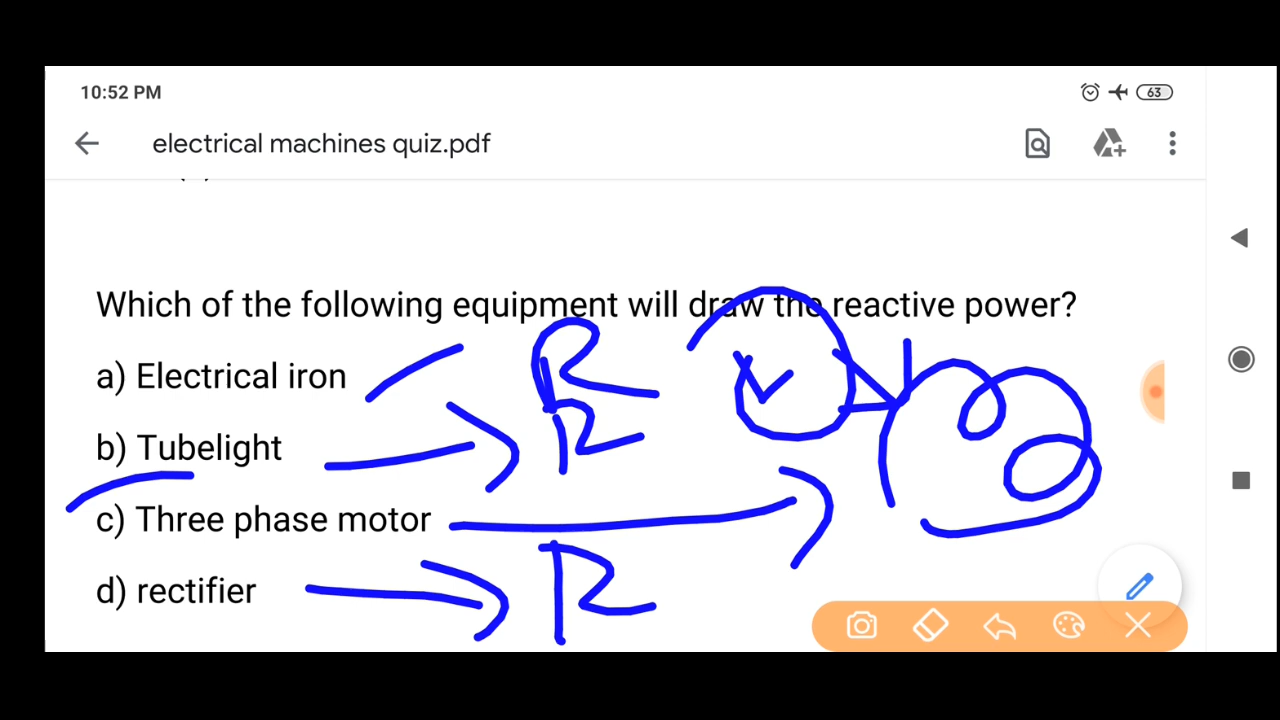 10:52 PM
63
electrical machines quiz.pdf
Which of the following equipment will draw the reactive power?
a) Electrical iron
R
b) Tubelight
R
c) Three phase motor
d) rectifier
R